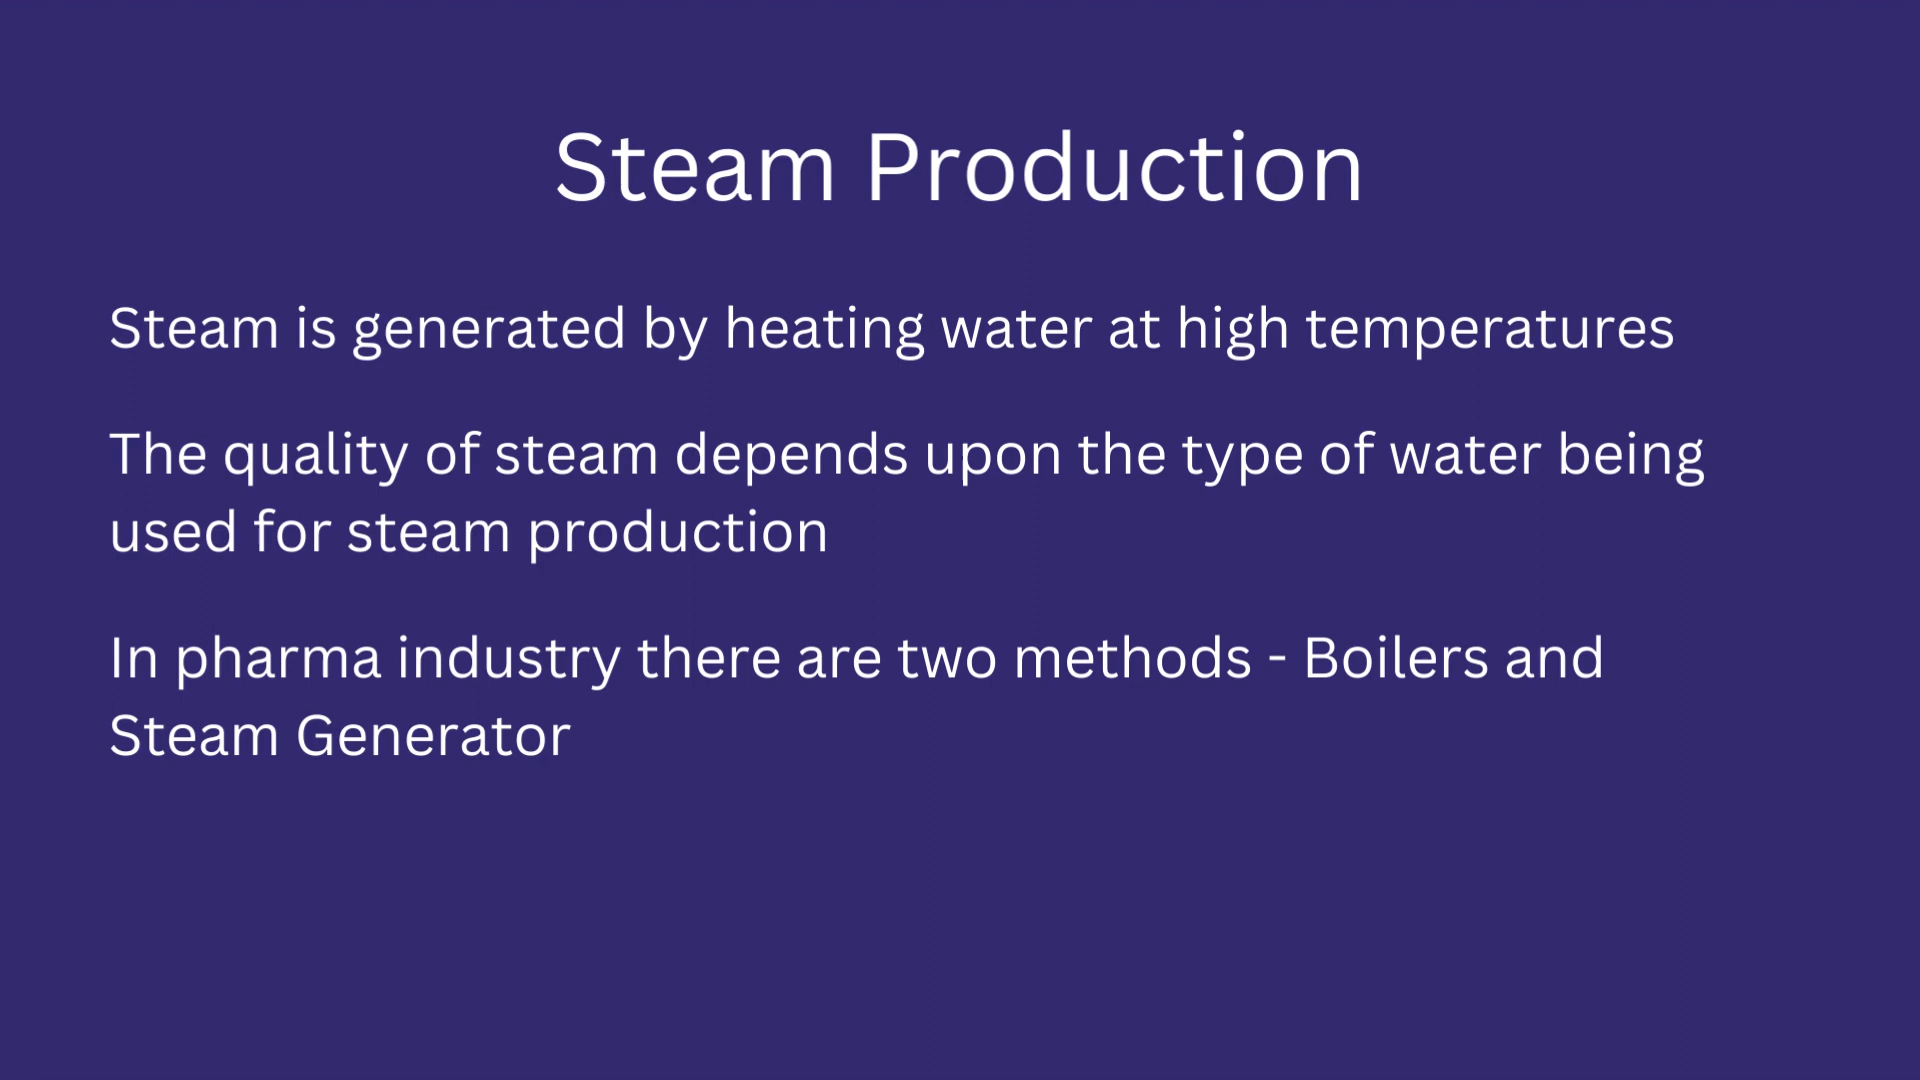 Steam Production
Steam is generated by heating water at high temperatures
The quality of steam depends upon the type of water being
used for steam production
In pharma industry there are two methods - Boilers and
Steam Generator